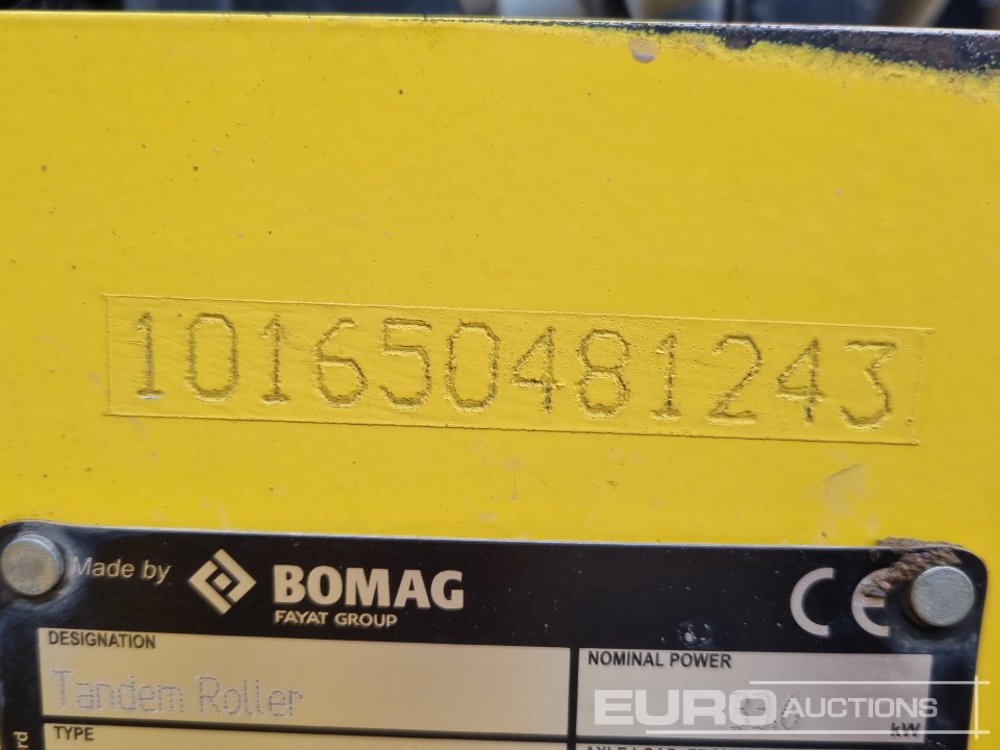 101650481243
Made by BOMAG CE
FAYAT GROUP
DESIGNATION
Tandem Roller
NOMINAL POWER
kW
EURO AUCTIONS
TYPE